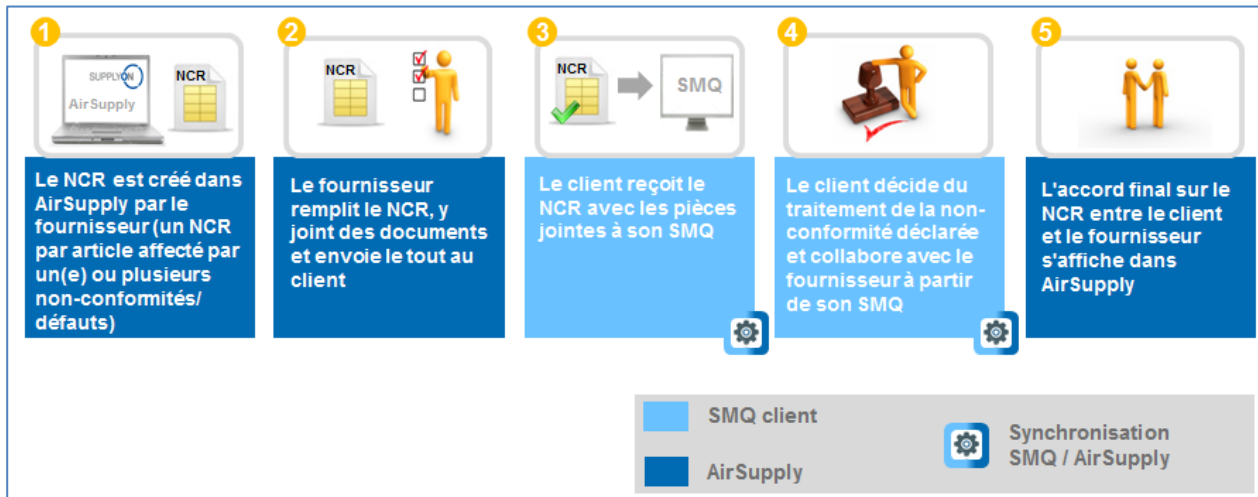 1
SUPPLYON
AirSupply
NCR
Le NCR est créé dans
AirSupply par le
fournisseur (un NCR
par article affecté par
un(e) ou plusieurs
non-conformités/
défauts)
2
NCR
Le fournisseur
remplit le NCR, y
joint des documents
et envoie le tout au
client
3
NCR
SMQ
Le client reçoit le
NCR avec les pièces
jointes à son SMQ
4
Le client décide du
traitement de la non-
conformité déclarée
et collabore avec le
fournisseur à partir
de son SMQ
5
L'accord final sur le
NCR entre le client
et le fournisseur
s'affiche dans
AirSupply
SMQ client
AirSupply
Synchronisation
SMQ / AirSupply